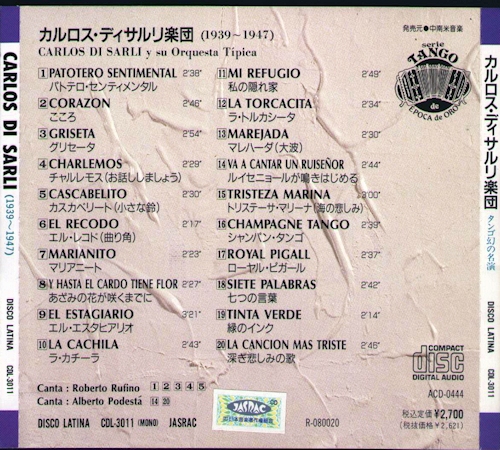 カルロス・ディサルリ楽団 (1939〜1947)
CARLOS DI SARLI y su Orquesta Típica
発売元●中南米音楽
serie
TANGO
de
EPOCA de ORO
1 PATOTERO SENTIMENTAL 2'38"
パトテロ・センティメンタル
2 CORAZON 2'46"
こころ
3 GRISETA 2'54"
グリセータ
4 CHARLEMOS 2'29"
チャルレモス(お話ししましょう)
5 CASCABELITO 2'30"
カスカベリート(小さな鈴)
6 EL RECODO 2'17"
エル・レコド(曲り角)
7 MARIANITO 2'23"
マリアニート
8 Y HASTA EL CARDO TIENE FLOR 2'27"
あざみの花が咲くまでに
9 EL ESTAGIARIO 3'21"
エル・エスタヒアリオ
10 LA CACHILA 2'43"
ラ・カチーラ
11 MI REFUGIO 2'49"
私の隠れ家
12 LA TORCACITA 2'34"
ラ・トルカシータ
13 MAREJADA 2'30"
マレハーダ(大波)
14 VA A CANTAR UN RUISEÑOR 2'44"
ルイセニョールが鳴きはじめる
15 TRISTEZA MARINA 3'00"
トリステーサ・マリーナ(海の悲しみ)
16 CHAMPAGNE TANGO 2'39"
シャンパン・タンゴ
17 ROYAL PIGALL 2'37"
ローヤル・ピガール
18 SIETE PALABRAS 2'42"
七つの言葉
19 TINTA VERDE 2'14"
緑のインク
20 LA CANCION MAS TRISTE 2'46"
深き悲しみの歌
Canta : Roberto Rufino 1 2 3 4 5
Canta : Alberto Podestá 14 20
DISCO LATINA CDL-3011 (MONO) JASRAC
JASRAC
R-080020
COMPACT
disc
DIGITAL AUDIO
ACD-0444
税込定価 ¥2,700
(税抜価格 ¥2,621)
CARLOS DI SARLI
(1939〜1947)
DISCO LATINA
CDL-3011
カルロス・ディサルリ楽団
タンゴ幻の名演
DISCO LATINA
CDL-3011